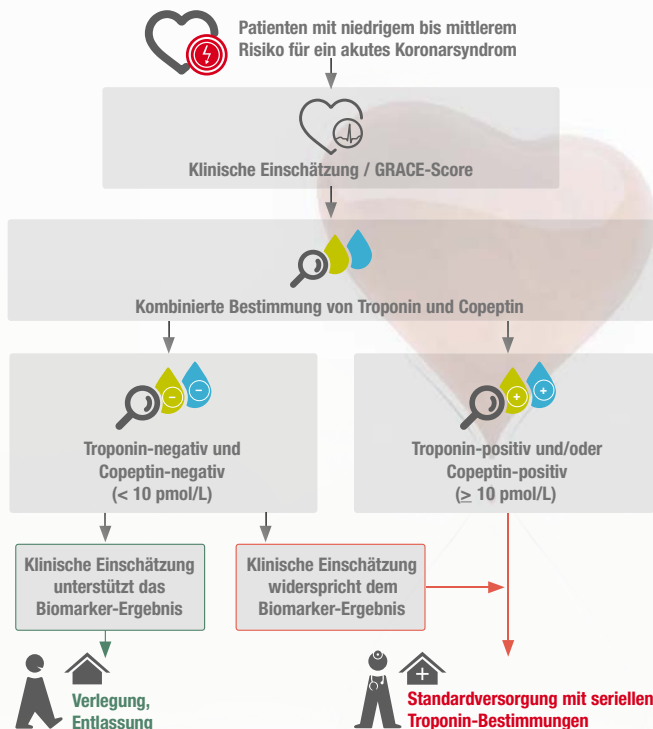 Patienten mit niedrigem bis mittlerem
Risiko für ein akutes Koronarsyndrom
Klinische Einschätzung / GRACE-Score
Kombinierte Bestimmung von Troponin und Copeptin
Troponin-negativ und
Copeptin-negativ
(< 10 pmol/L)
Troponin-positiv und/oder
Copeptin-positiv
(≥ 10 pmol/L)
Klinische Einschätzung
unterstützt das
Biomarker-Ergebnis
Klinische Einschätzung
widerspricht dem
Biomarker-Ergebnis
Verlegung,
Entlassung
Standardversorgung mit seriellen
Troponin-Bestimmungen